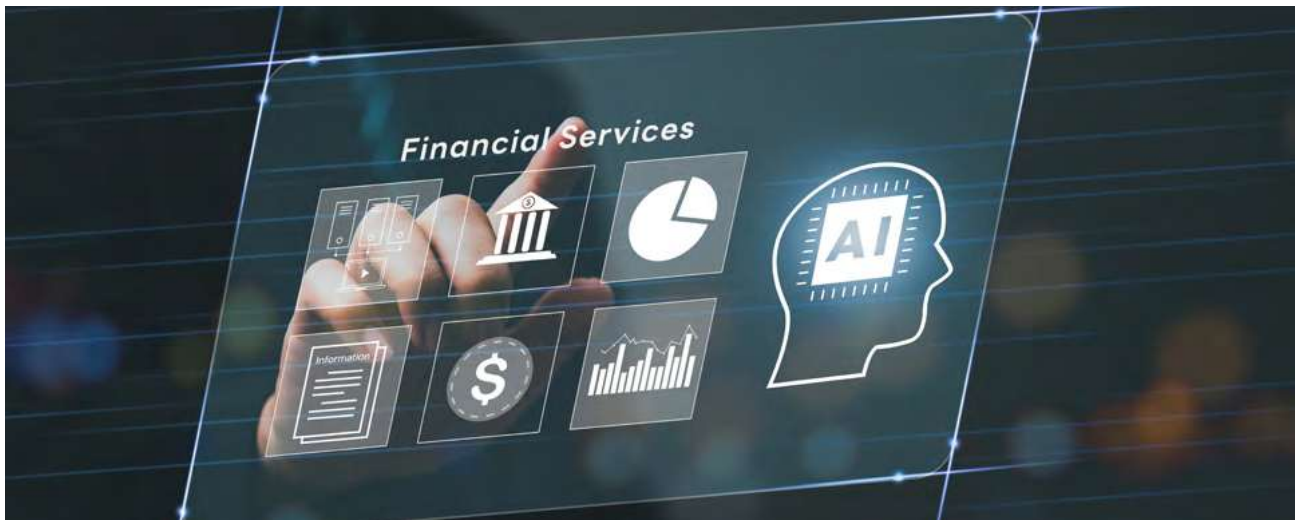 Financial Services
$
AI
Information
$